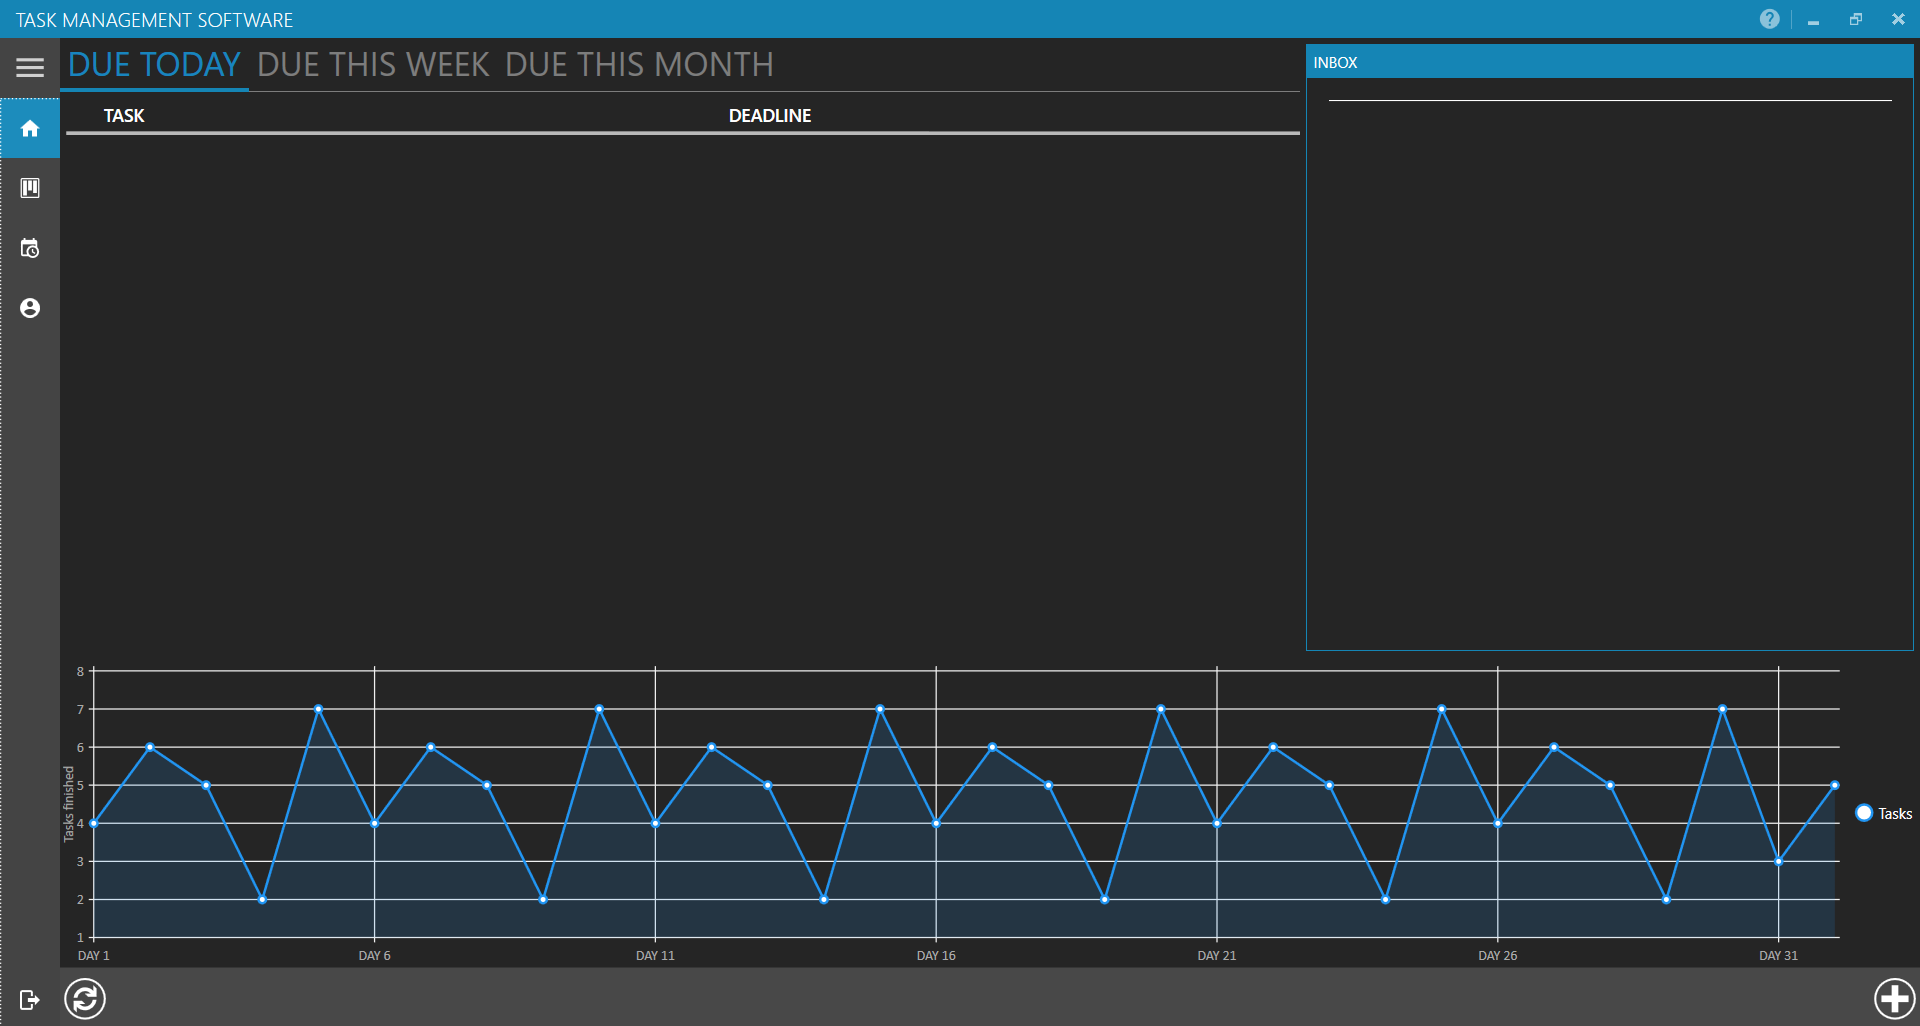 TASK MANAGEMENT SOFTWARE
DUE TODAY DUE THIS WEEK DUE THIS MONTH
INBOX
TASK DEADLINE
8
7
6
5
4
3
2
1
Tasks finished
DAY 1 DAY 6 DAY 11 DAY 16 DAY 21 DAY 26 DAY 31
Tasks